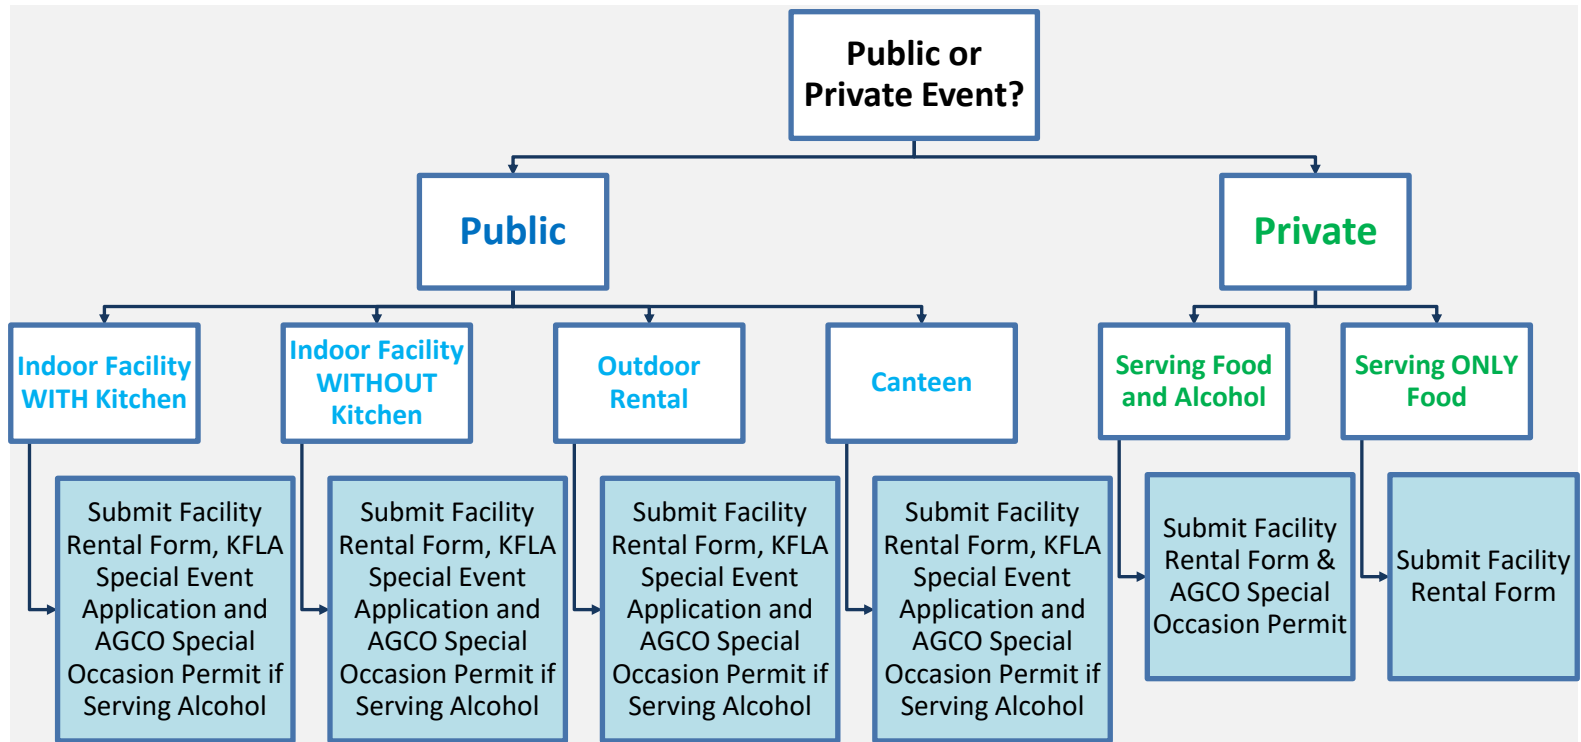 Public or
Private Event?
Public
Private
Indoor Facility
WITH Kitchen
Indoor Facility
WITHOUT
Kitchen
Outdoor
Rental
Canteen
Serving Food
and Alcohol
Serving ONLY
Food
Submit Facility
Rental Form, KFLA
Special Event
Application and
AGCO Special
Occasion Permit if
Serving Alcohol
Submit Facility
Rental Form, KFLA
Special Event
Application and
AGCO Special
Occasion Permit if
Serving Alcohol
Submit Facility
Rental Form, KFLA
Special Event
Application and
AGCO Special
Occasion Permit if
Serving Alcohol
Submit Facility
Rental Form, KFLA
Special Event
Application and
AGCO Special
Occasion Permit if
Serving Alcohol
Submit Facility
Rental Form &
AGCO Special
Occasion Permit
Submit Facility
Rental Form